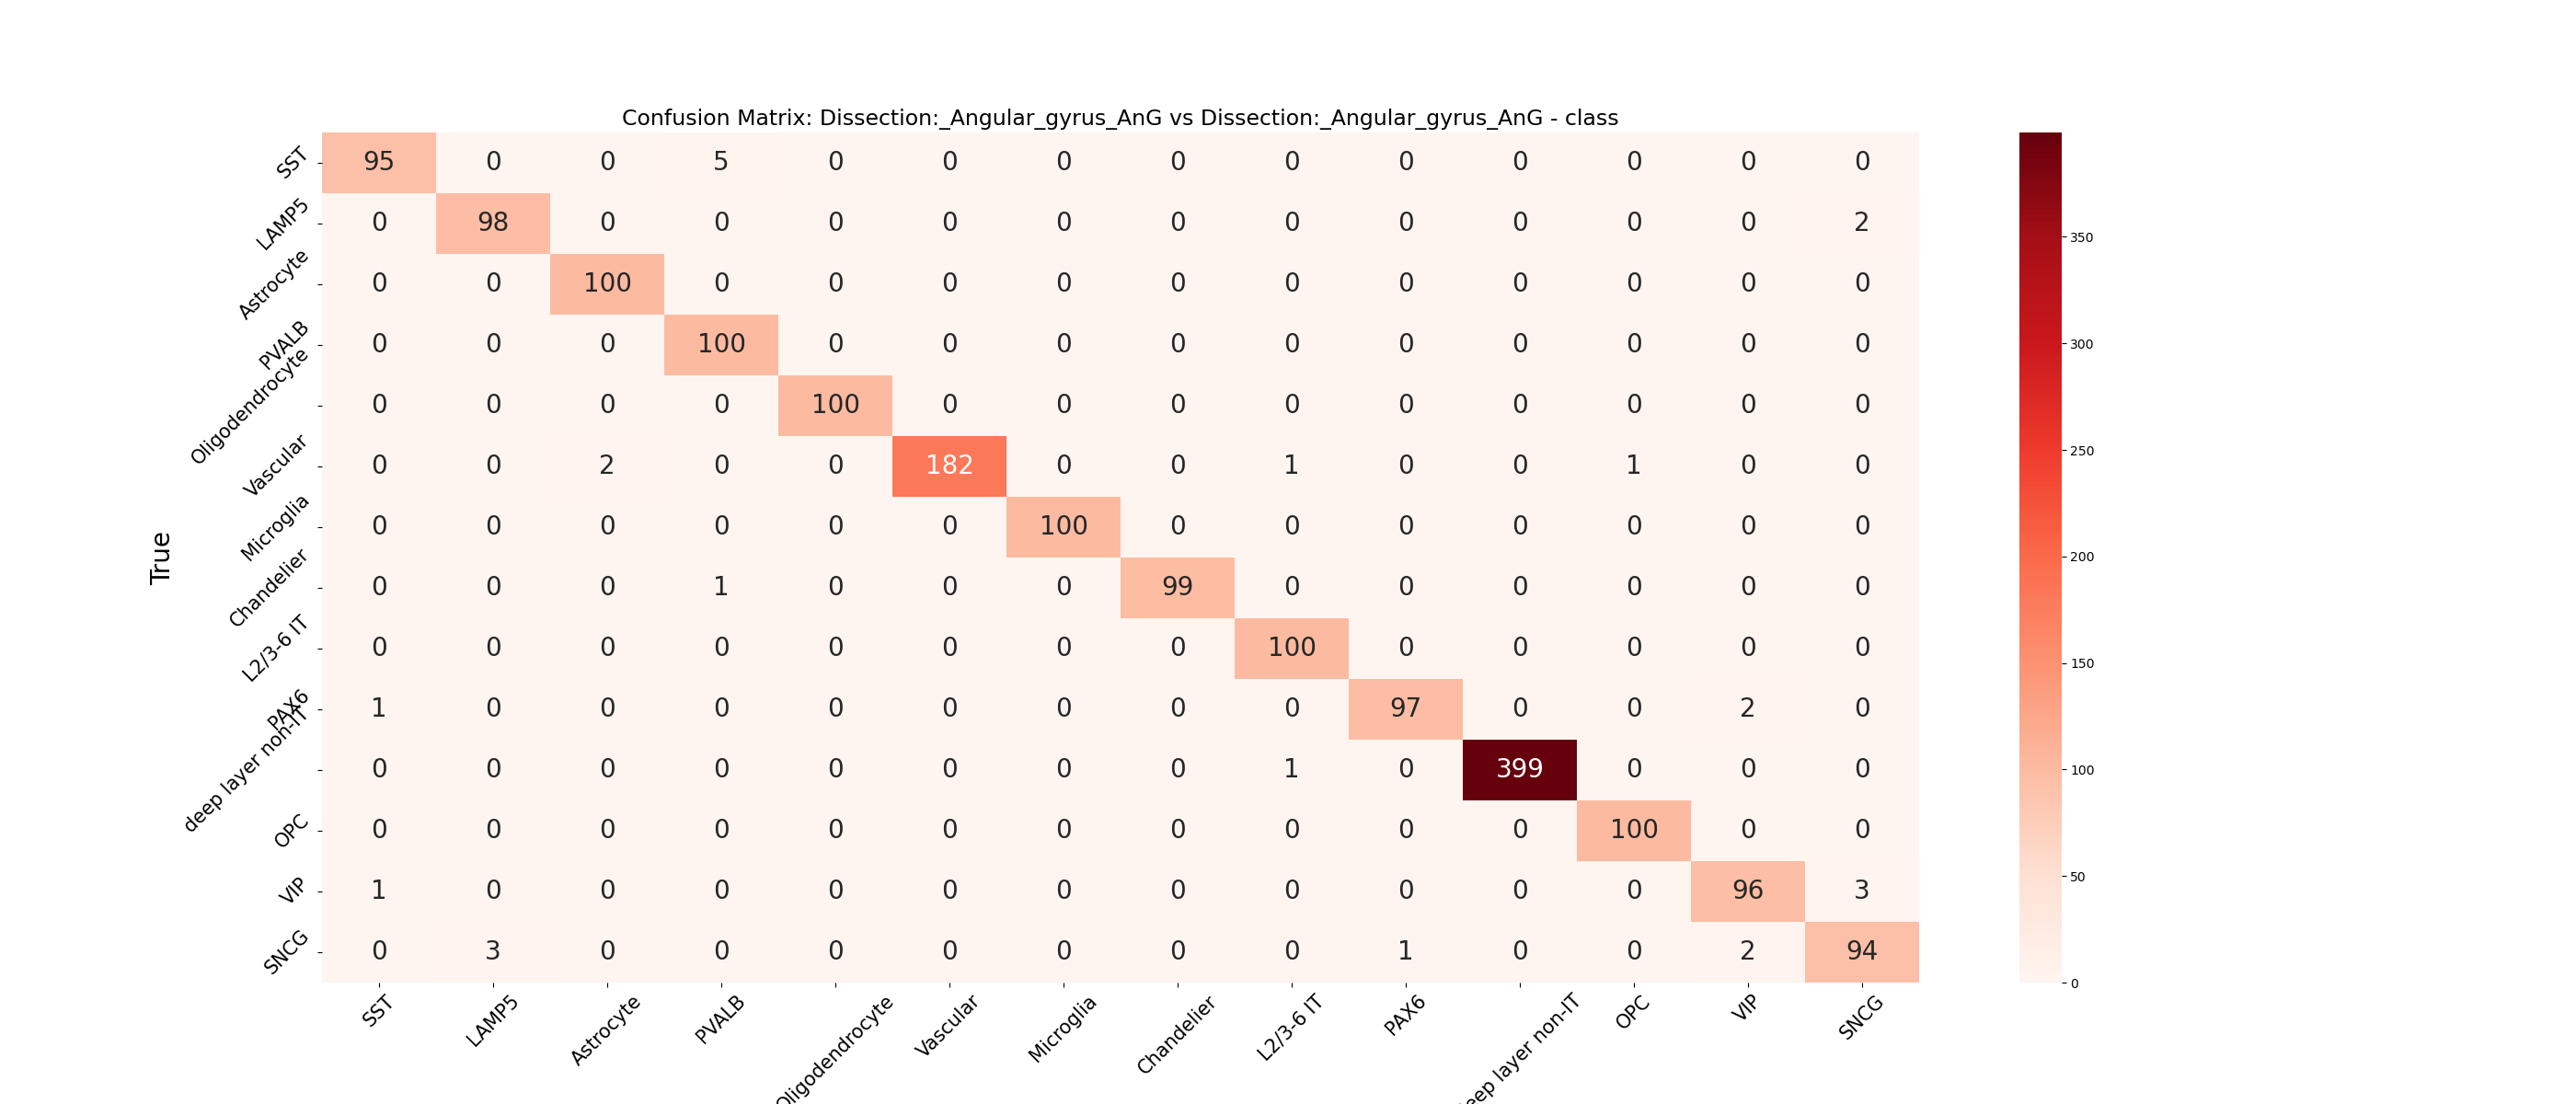 Confusion Matrix: Dissection:_Angular_gyrus_AnG vs Dissection:_Angular_gyrus_AnG - class
True
SST 95 0 0 5 0 0 0 0 0 0 0 0 0 0
LAMP5 0 98 0 0 0 0 0 0 0 0 0 0 0 2
Astrocyte 0 0 100 0 0 0 0 0 0 0 0 0 0 0
PVALB 0 0 0 100 0 0 0 0 0 0 0 0 0 0
Oligodendrocyte 0 0 0 0 100 0 0 0 0 0 0 0 0 0
Vascular 0 0 2 0 0 182 0 0 1 0 0 1 0 0
Microglia 0 0 0 0 0 0 100 0 0 0 0 0 0 0
Chandelier 0 0 0 1 0 0 0 99 0 0 0 0 0 0
L2/3-6 IT 0 0 0 0 0 0 0 0 100 0 0 0 0 0
PAX6 1 0 0 0 0 0 0 0 0 97 0 0 2 0
deep layer non-IT 0 0 0 0 0 0 0 0 1 0 399 0 0 0
OPC 0 0 0 0 0 0 0 0 0 0 0 100 0 0
VIP 1 0 0 0 0 0 0 0 0 0 0 0 96 3
SNCG 0 3 0 0 0 0 0 0 0 1 0 0 2 94
SST LAMP5 Astrocyte PVALB Oligodendrocyte Vascular Microglia Chandelier L2/3-6 IT PAX6 layer non-IT OPC VIP SNCG
350
300
250
200
150
100
50
0